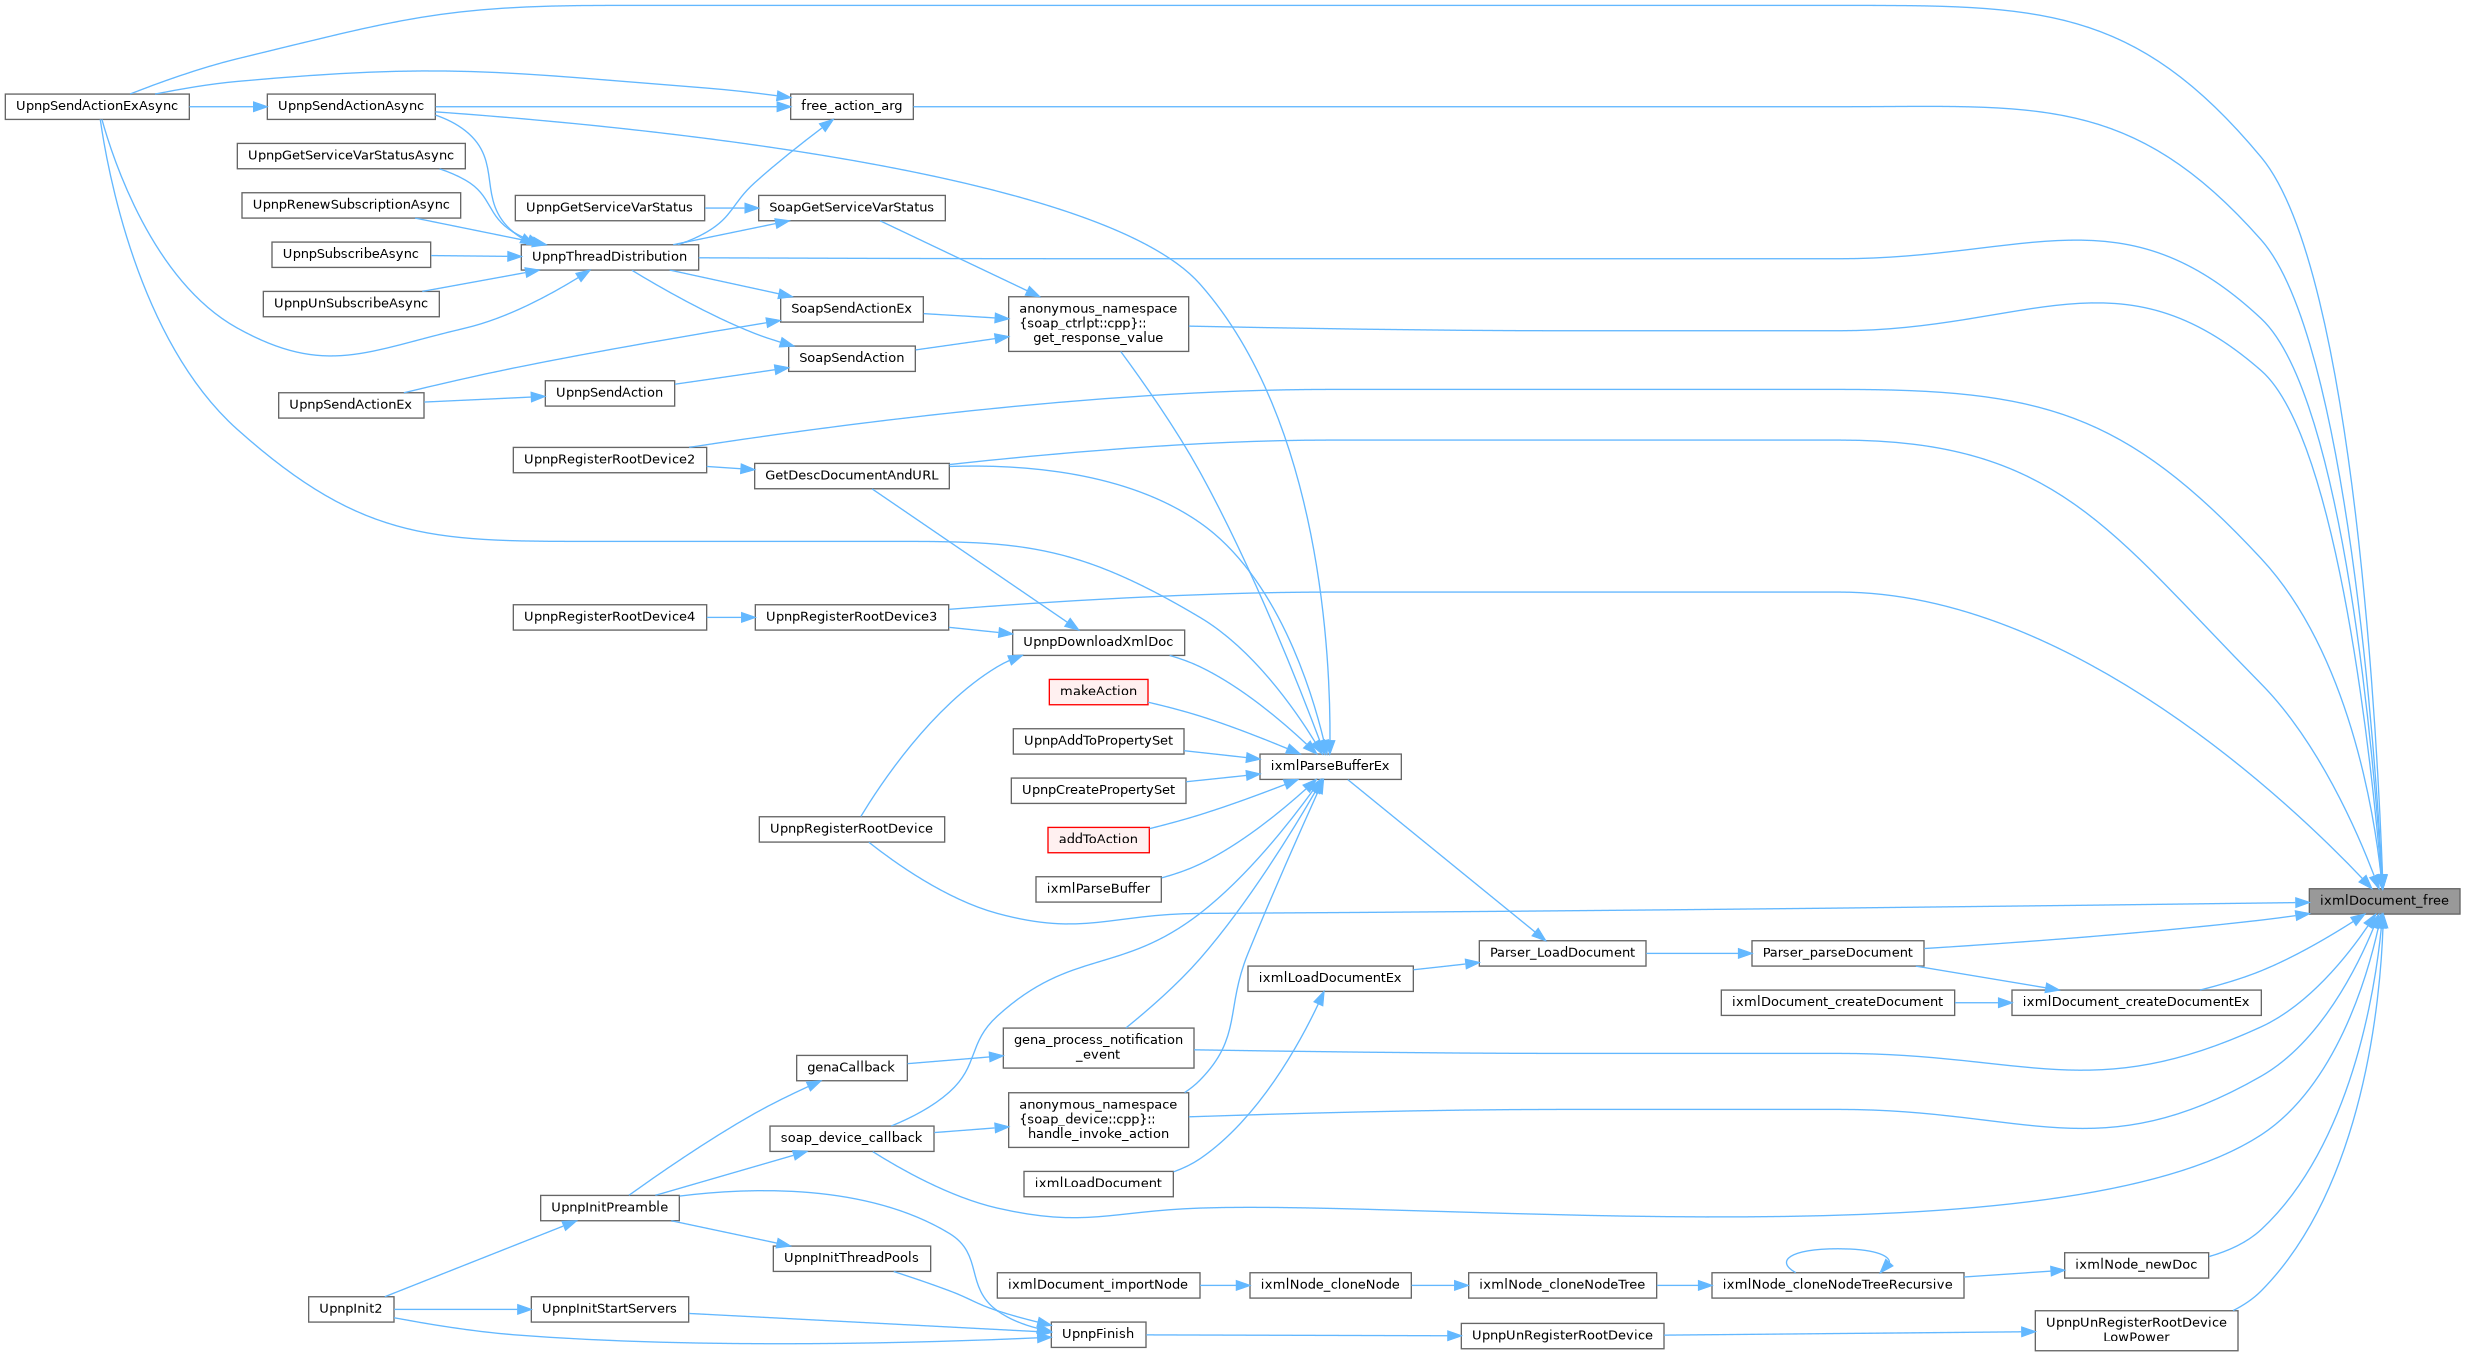 UpnpSendActionExAsync
UpnpSendActionAsync
free_action_arg
UpnpGetServiceVarStatusAsync
UpnpRenewSubscriptionAsync
UpnpGetServiceVarStatus
SoapGetServiceVarStatus
UpnpSubscribeAsync
UpnpThreadDistribution
UpnpUnSubscribeAsync
SoapSendActionEx
anonymous_namespace
{soap_ctrlpt::cpp}::
get_response_value
SoapSendAction
UpnpSendActionEx
UpnpSendAction
UpnpRegisterRootDevice2
GetDescDocumentAndURL
UpnpRegisterRootDevice4
UpnpRegisterRootDevice3
UpnpDownloadXmlDoc
makeAction
UpnpAddToPropertySet
ixmlParseBufferEx
UpnpCreatePropertySet
UpnpRegisterRootDevice
addToAction
ixmlParseBuffer
ixmlDocument_free
Parser_LoadDocument
Parser_parseDocument
ixmlLoadDocumentEx
ixmlDocument_createDocument
ixmlDocument_createDocumentEx
gena_process_notification
_event
genaCallback
anonymous_namespace
{soap_device::cpp}::
handle_invoke_action
soap_device_callback
ixmlLoadDocument
UpnpInitPreamble
UpnpInitThreadPools
ixmlDocument_importNode
ixmlNode_cloneNode
ixmlNode_cloneNodeTree
ixmlNode_cloneNodeTreeRecursive
ixmlNode_newDoc
UpnpInit2
UpnpInitStartServers
UpnpFinish
UpnpUnRegisterRootDevice
UpnpUnRegisterRootDevice
LowPower